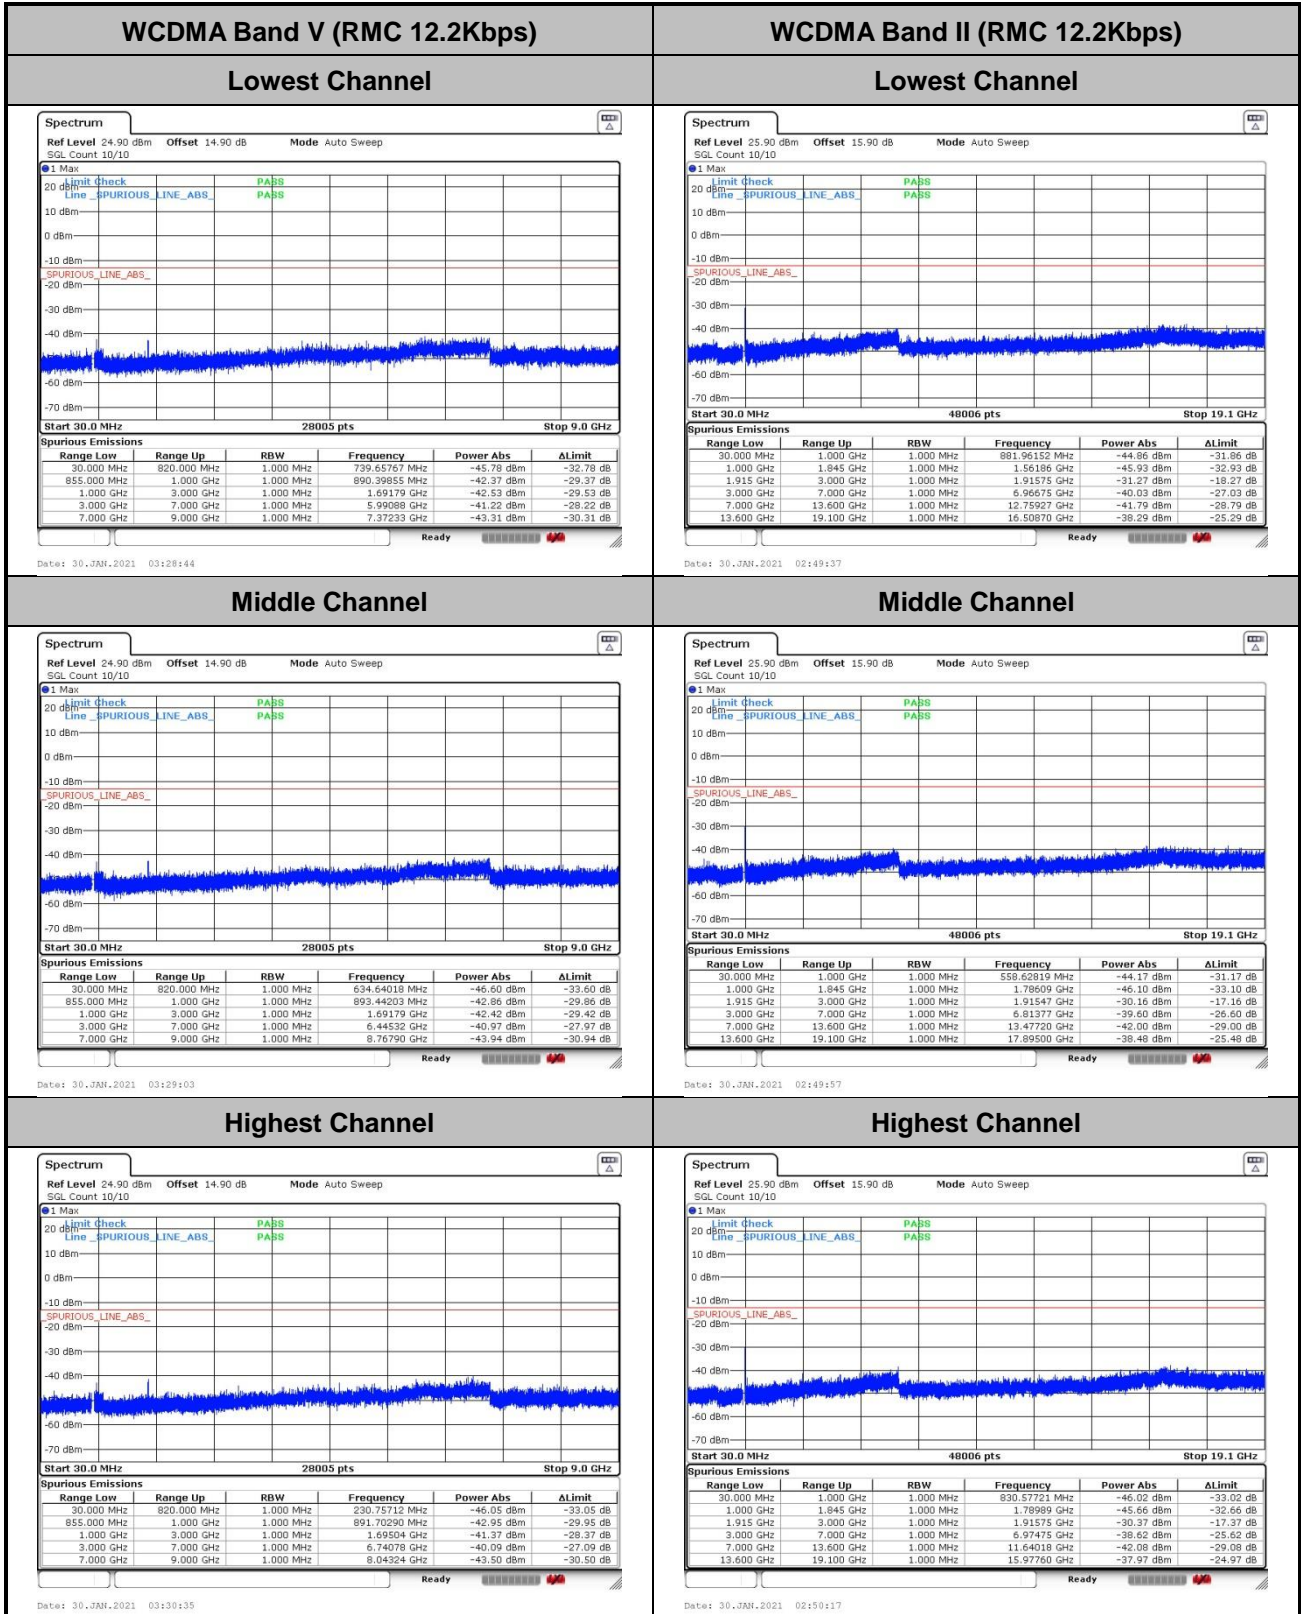 WCDMA Band V (RMC 12.2Kbps)
WCDMA Band II (RMC 12.2Kbps)
Lowest Channel
Lowest Channel
Spectrum
Ref Level 24.90 dBm Offset 14.90 dB Mode Auto Sweep
SGL Count 10/10
1 Max
Limit Check PASS
20 dBm
Line _SPURIOUS_LINE_ABS_ PASS
10 dBm
0 dBm
-10 dBm
_SPURIOUS_LINE_ABS_
-20 dBm
-30 dBm
-40 dBm
-60 dBm
-70 dBm
Start 30.0 MHz 28005 pts Stop 9.0 GHz
Spurious Emissions
Range Low Range Up RBW Frequency Power Abs ΔLimit
30.000 MHz 820.000 MHz 1.000 MHz 739.65767 MHz -45.78 dBm -32.78 dB
855.000 MHz 1.000 GHz 1.000 MHz 890.39855 MHz -42.37 dBm -29.37 dB
1.000 GHz 3.000 GHz 1.000 MHz 1.69179 GHz -42.53 dBm -29.53 dB
3.000 GHz 7.000 GHz 1.000 MHz 5.99088 GHz -41.22 dBm -28.22 dB
7.000 GHz 9.000 GHz 1.000 MHz 7.37233 GHz -43.31 dBm -30.31 dB
Ready
Date: 30.JAN.2021 03:28:44
Spectrum
Ref Level 25.90 dBm Offset 15.90 dB Mode Auto Sweep
SGL Count 10/10
1 Max
Limit Check PASS
20 dBm
Line _SPURIOUS_LINE_ABS_ PASS
10 dBm
0 dBm
-10 dBm
_SPURIOUS_LINE_ABS_
-20 dBm
-30 dBm
-40 dBm
-60 dBm
-70 dBm
Start 30.0 MHz 48006 pts Stop 19.1 GHz
Spurious Emissions
Range Low Range Up RBW Frequency Power Abs ΔLimit
30.000 MHz 1.000 GHz 1.000 MHz 881.96152 MHz -44.86 dBm -31.86 dB
1.000 GHz 1.845 GHz 1.000 MHz 1.56186 GHz -45.93 dBm -32.93 dB
1.915 GHz 3.000 GHz 1.000 MHz 1.91575 GHz -31.27 dBm -18.27 dB
3.000 GHz 7.000 GHz 1.000 MHz 6.96675 GHz -40.03 dBm -27.03 dB
7.000 GHz 13.600 GHz 1.000 MHz 12.75927 GHz -41.79 dBm -28.79 dB
13.600 GHz 19.100 GHz 1.000 MHz 16.50870 GHz -38.29 dBm -25.29 dB
Ready
Date: 30.JAN.2021 02:49:37
Middle Channel
Middle Channel
Spectrum
Ref Level 24.90 dBm Offset 14.90 dB Mode Auto Sweep
SGL Count 10/10
1 Max
Limit Check PASS
20 dBm
Line _SPURIOUS_LINE_ABS_ PASS
10 dBm
0 dBm
-10 dBm
_SPURIOUS_LINE_ABS_
-20 dBm
-30 dBm
-40 dBm
-60 dBm
-70 dBm
Start 30.0 MHz 28005 pts Stop 9.0 GHz
Spurious Emissions
Range Low Range Up RBW Frequency Power Abs ΔLimit
30.000 MHz 820.000 MHz 1.000 MHz 634.64018 MHz -46.60 dBm -33.60 dB
855.000 MHz 1.000 GHz 1.000 MHz 893.44203 MHz -42.86 dBm -29.86 dB
1.000 GHz 3.000 GHz 1.000 MHz 1.69179 GHz -42.42 dBm -29.42 dB
3.000 GHz 7.000 GHz 1.000 MHz 6.44532 GHz -40.97 dBm -27.97 dB
7.000 GHz 9.000 GHz 1.000 MHz 8.76790 GHz -43.94 dBm -30.94 dB
Ready
Date: 30.JAN.2021 03:29:03
Spectrum
Ref Level 25.90 dBm Offset 15.90 dB Mode Auto Sweep
SGL Count 10/10
1 Max
Limit Check PASS
20 dBm
Line _SPURIOUS_LINE_ABS_ PASS
10 dBm
0 dBm
-10 dBm
_SPURIOUS_LINE_ABS_
-20 dBm
-30 dBm
-40 dBm
-60 dBm
-70 dBm
Start 30.0 MHz 48006 pts Stop 19.1 GHz
Spurious Emissions
Range Low Range Up RBW Frequency Power Abs ΔLimit
30.000 MHz 1.000 GHz 1.000 MHz 558.62819 MHz -44.17 dBm -31.17 dB
1.000 GHz 1.845 GHz 1.000 MHz 1.78609 GHz -46.10 dBm -33.10 dB
1.915 GHz 3.000 GHz 1.000 MHz 1.91547 GHz -30.16 dBm -17.16 dB
3.000 GHz 7.000 GHz 1.000 MHz 6.81377 GHz -39.60 dBm -26.60 dB
7.000 GHz 13.600 GHz 1.000 MHz 13.47720 GHz -42.00 dBm -29.00 dB
13.600 GHz 19.100 GHz 1.000 MHz 17.89500 GHz -38.48 dBm -25.48 dB
Ready
Date: 30.JAN.2021 02:49:57
Highest Channel
Highest Channel
Spectrum
Ref Level 24.90 dBm Offset 14.90 dB Mode Auto Sweep
SGL Count 10/10
1 Max
Limit Check PASS
20 dBm
Line _SPURIOUS_LINE_ABS_ PASS
10 dBm
0 dBm
-10 dBm
_SPURIOUS_LINE_ABS_
-20 dBm
-30 dBm
-40 dBm
-60 dBm
-70 dBm
Start 30.0 MHz 28005 pts Stop 9.0 GHz
Spurious Emissions
Range Low Range Up RBW Frequency Power Abs ΔLimit
30.000 MHz 820.000 MHz 1.000 MHz 230.75712 MHz -46.05 dBm -33.05 dB
855.000 MHz 1.000 GHz 1.000 MHz 891.70290 MHz -42.95 dBm -29.95 dB
1.000 GHz 3.000 GHz 1.000 MHz 1.69504 GHz -41.37 dBm -28.37 dB
3.000 GHz 7.000 GHz 1.000 MHz 6.74078 GHz -40.09 dBm -27.09 dB
7.000 GHz 9.000 GHz 1.000 MHz 8.04324 GHz -43.50 dBm -30.50 dB
Ready
Date: 30.JAN.2021 03:30:35
Spectrum
Ref Level 25.90 dBm Offset 15.90 dB Mode Auto Sweep
SGL Count 10/10
1 Max
Limit Check PASS
20 dBm
Line _SPURIOUS_LINE_ABS_ PASS
10 dBm
0 dBm
-10 dBm
_SPURIOUS_LINE_ABS_
-20 dBm
-30 dBm
-40 dBm
-60 dBm
-70 dBm
Start 30.0 MHz 48006 pts Stop 19.1 GHz
Spurious Emissions
Range Low Range Up RBW Frequency Power Abs ΔLimit
30.000 MHz 1.000 GHz 1.000 MHz 830.57721 MHz -46.02 dBm -33.02 dB
1.000 GHz 1.845 GHz 1.000 MHz 1.78989 GHz -45.66 dBm -32.66 dB
1.915 GHz 3.000 GHz 1.000 MHz 1.91575 GHz -30.37 dBm -17.37 dB
3.000 GHz 7.000 GHz 1.000 MHz 6.97475 GHz -38.62 dBm -25.62 dB
7.000 GHz 13.600 GHz 1.000 MHz 11.64018 GHz -42.08 dBm -29.08 dB
13.600 GHz 19.100 GHz 1.000 MHz 15.97760 GHz -37.97 dBm -24.97 dB
Ready
Date: 30.JAN.2021 02:50:17